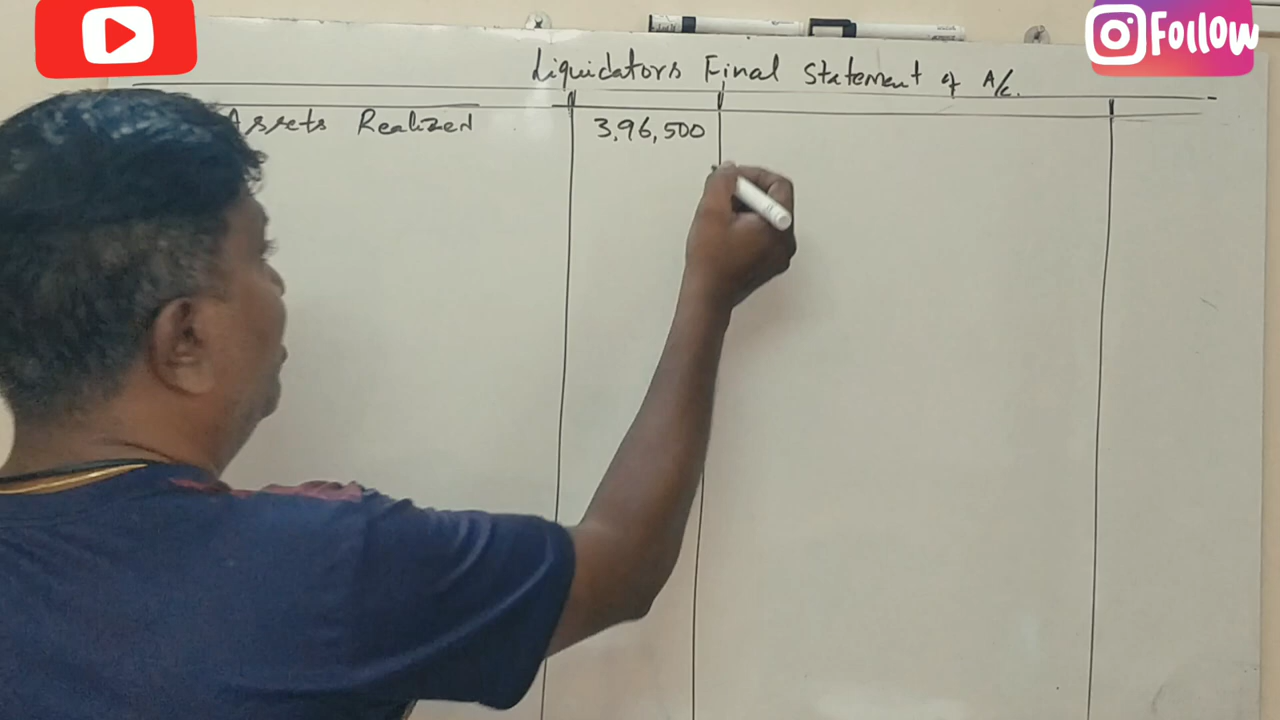 Follow
Liquidators Final Statement of A/c.
Assets Realized 3,96,500